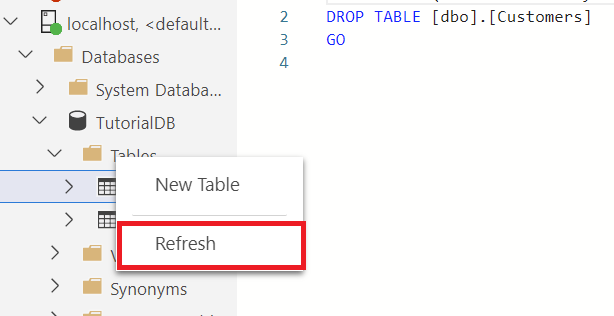 localhost, <default...
Databases
System Databa...
TutorialDB
Tables
Synonyms
New Table
Refresh
2 DROP TABLE [dbo].[Customers]
3 GO
4